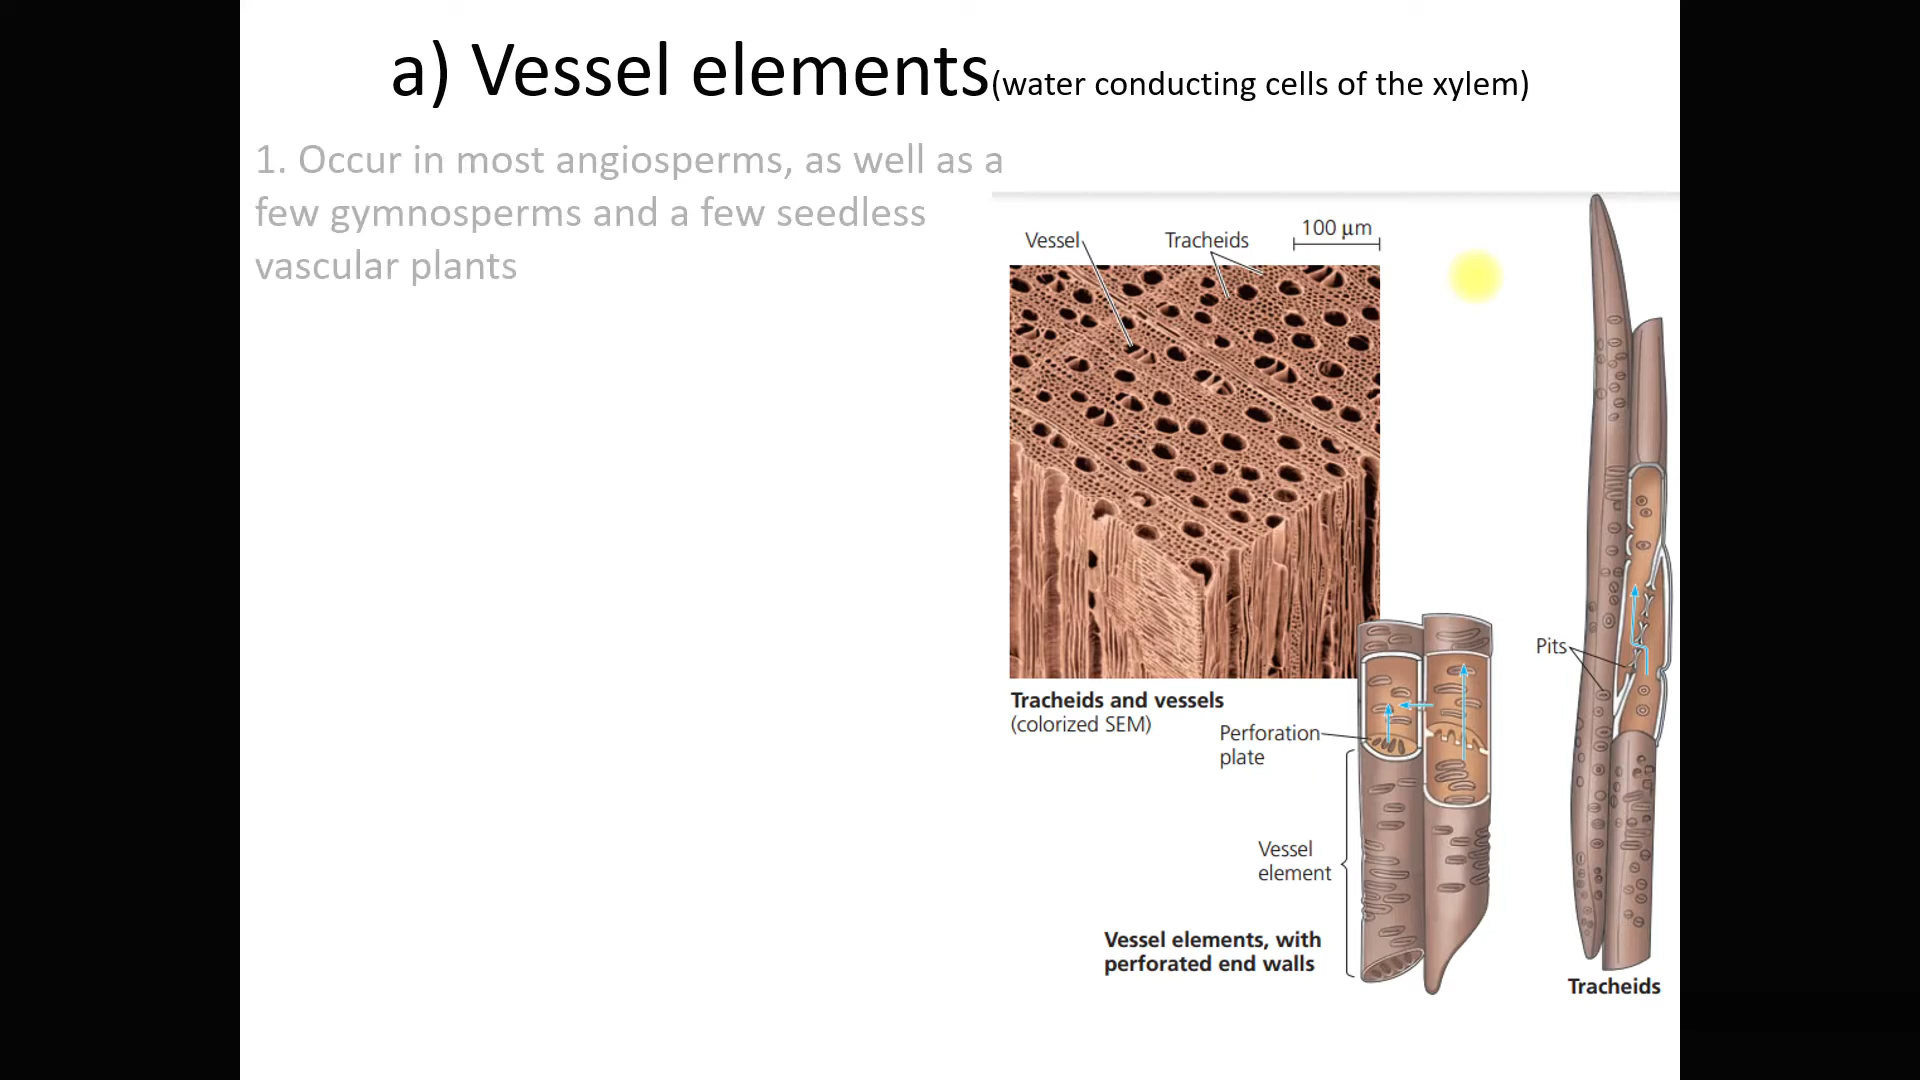 a) Vessel elements(water conducting cells of the xylem)
1. Occur in most angiosperms, as well as a
few gymnosperms and a few seedless
vascular plants
Vessel
Tracheids
100 μm
Pits
Tracheids and vessels
(colorized SEM)
Perforation
plate
Vessel
element
Vessel elements, with
perforated end walls
Tracheids